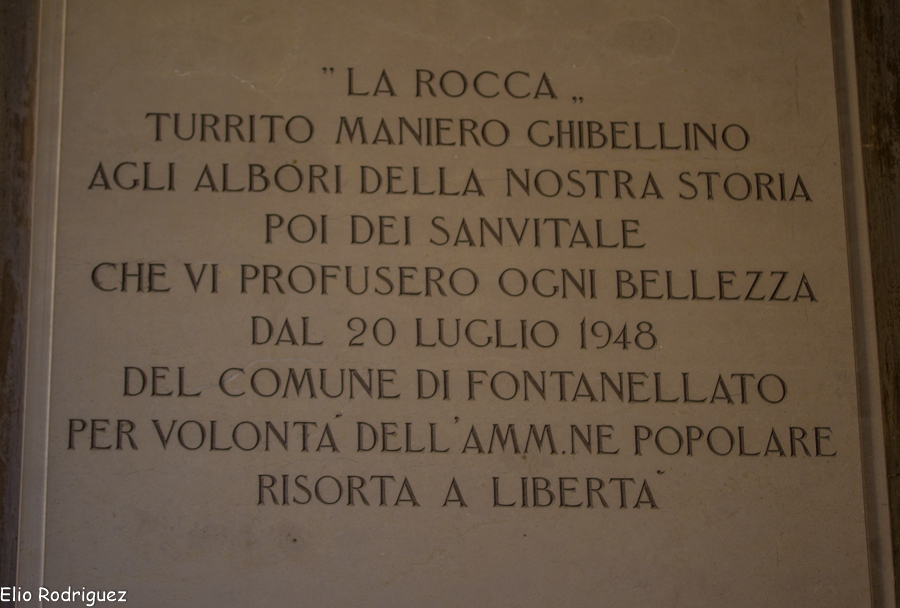 "LA ROCCA„
TURRITO MANIERO GHIBELLINO
AGLI ALBORI DELLA NOSTRA STORIA
POI DEI SANVITALE
CHE VI PROFUSERO OGNI BELLEZZA
DAL 20 LUGLIO 1948
DEL COMUNE DI FONTANELLATO
PER VOLONTÀ DELL'AMM.NE POPOLARE
RISORTA A LIBERTÀ
Elio Rodriguez